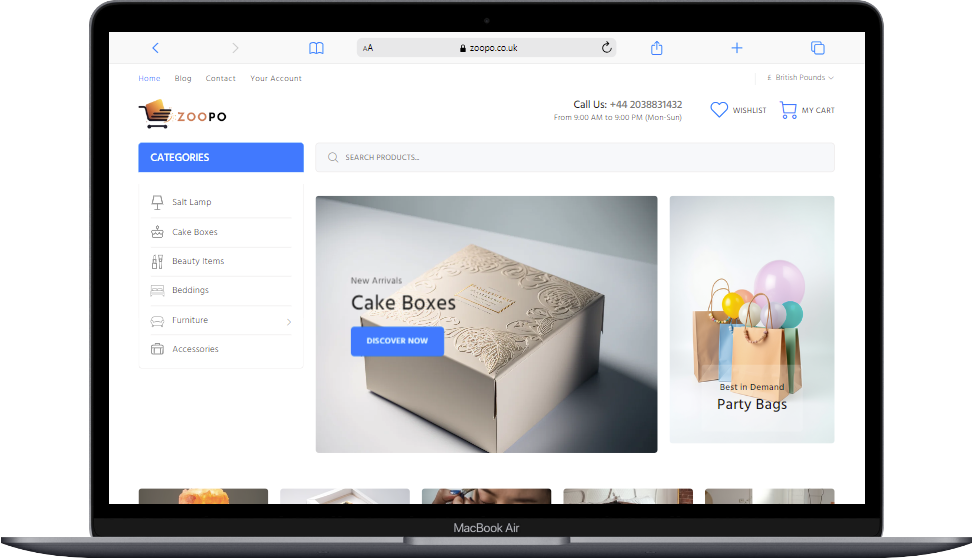 AA zoopo.co.uk
Home Blog Contact Your Account
£ British Pounds
ZOOPO
Call Us: +44 2038831432
From 9:00 AM to 9:00 PM (Mon-Sun)
WISHLIST
MY CART
CATEGORIES
SEARCH PRODUCTS...
Salt Lamp
Cake Boxes
Beauty Items
Beddings
Furniture
Accessories
New Arrivals
Cake Boxes
DISCOVER NOW
Best in Demand
Party Bags
MacBook Air